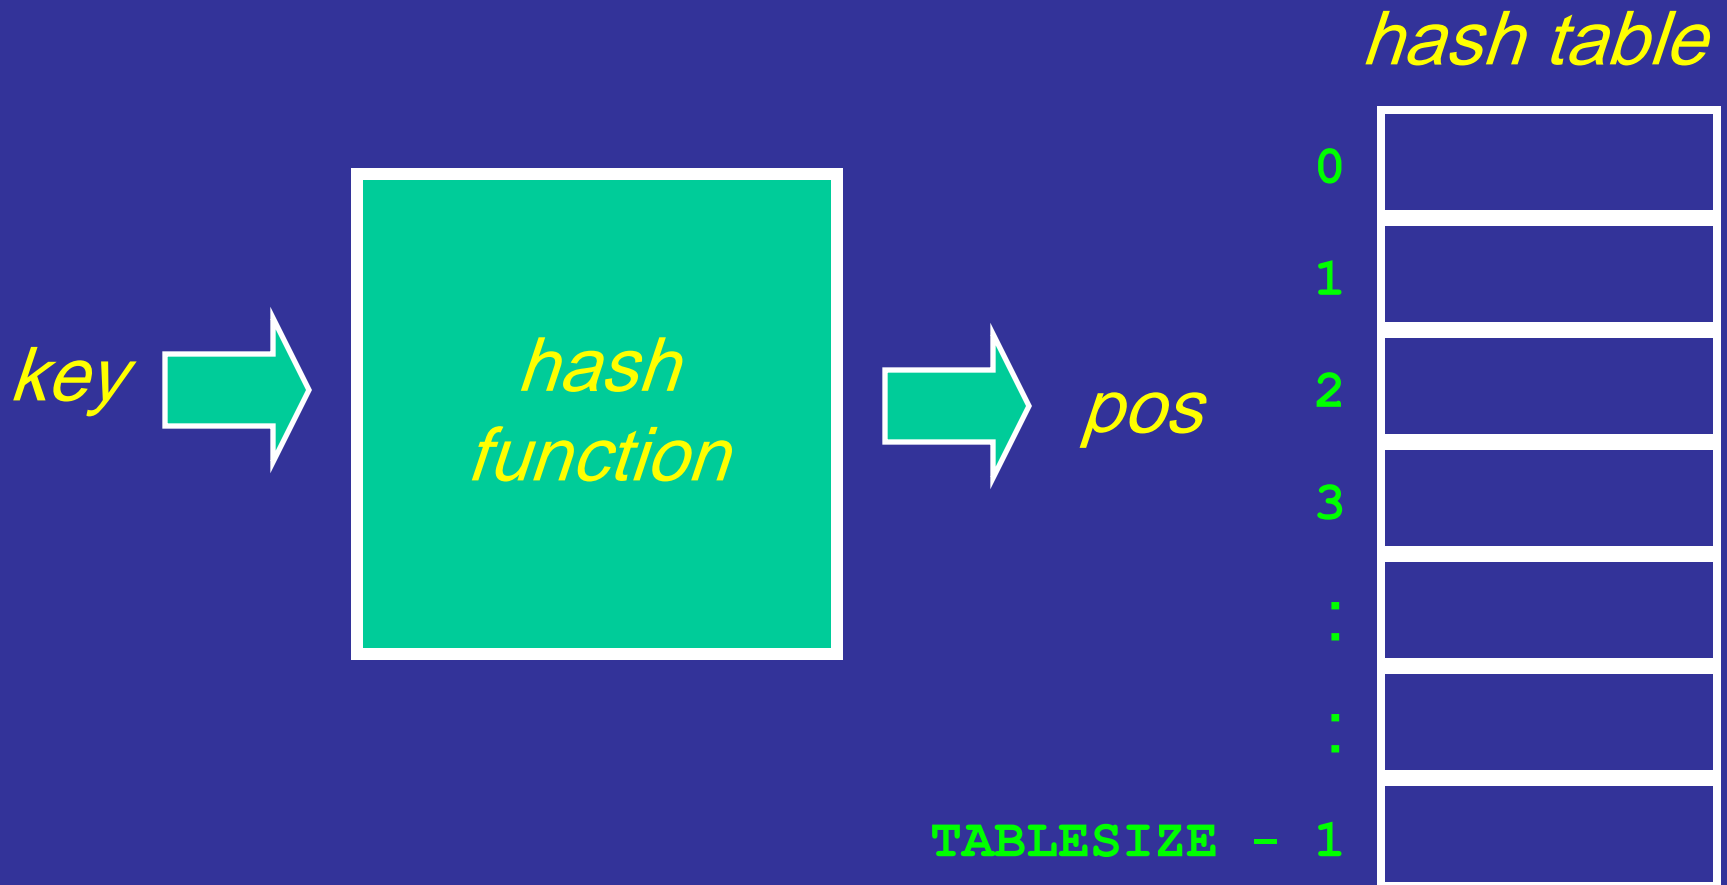 hash table
key
hash
function
pos
0
1
2
3
:
:
TABLESIZE - 1